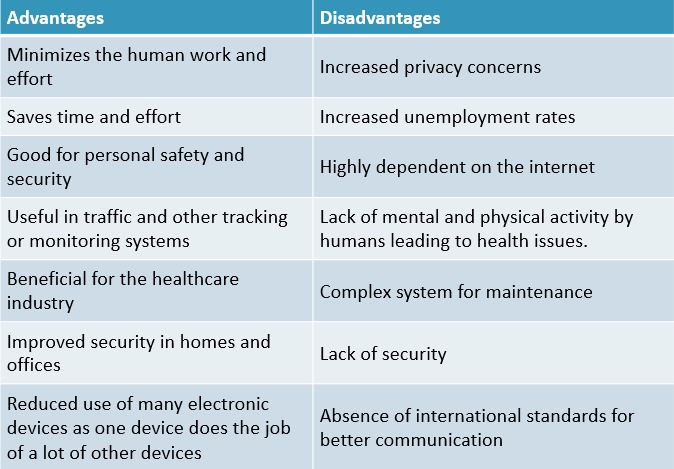 Advantages
Disadvantages
Minimizes the human work and
effort
Increased privacy concerns
Saves time and effort
Increased unemployment rates
Good for personal safety and
security
Highly dependent on the internet
Useful in traffic and other tracking
or monitoring systems
Lack of mental and physical activity by
humans leading to health issues.
Beneficial for the healthcare
industry
Complex system for maintenance
Improved security in homes and
offices
Lack of security
Reduced use of many electronic
devices as one device does the job
of a lot of other devices
Absence of international standards for
better communication